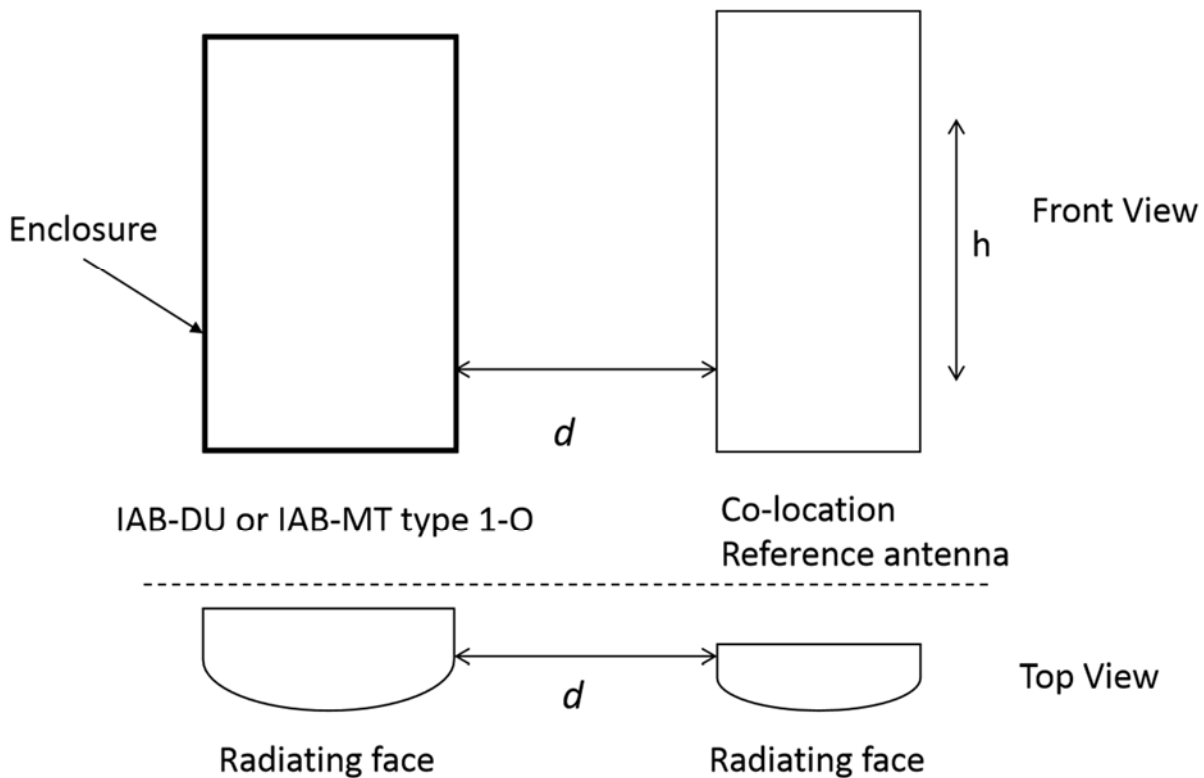 Enclosure
Front View
h
d
IAB-DU or IAB-MT type 1-O
Co-location
Reference antenna
d
Top View
Radiating face
Radiating face